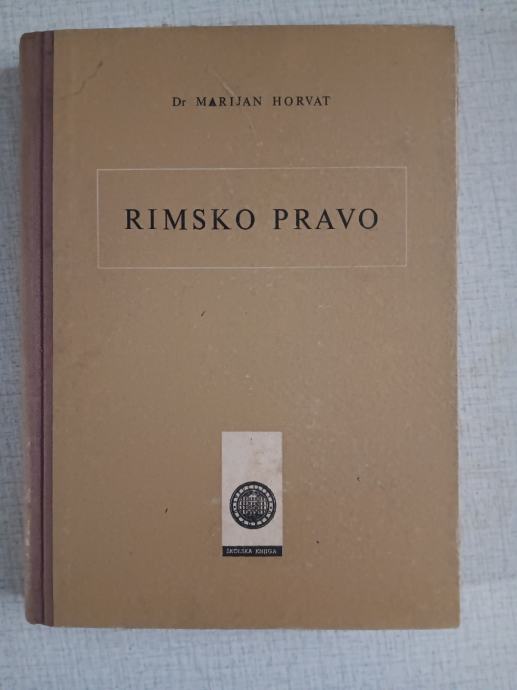 Dr MARIJAN HORVAT
RIMSKO PRAVO
ŠKOLSKA KNJIGA